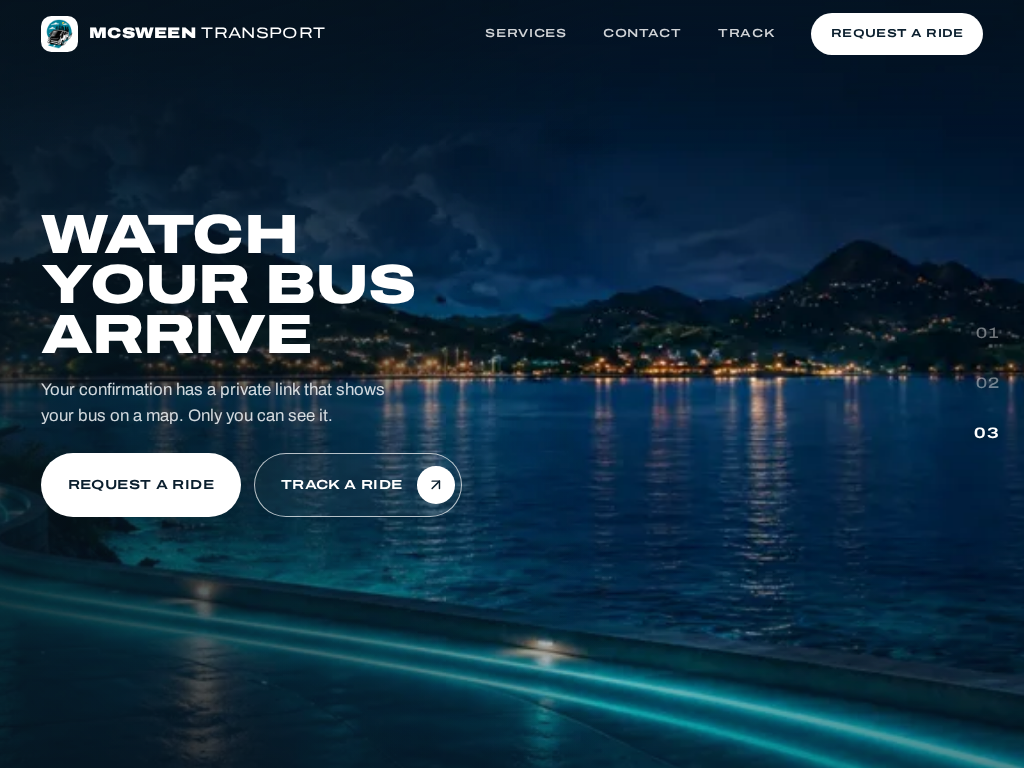 MCSWEEN TRANSPORT
SERVICES
CONTACT
TRACK
REQUEST A RIDE
WATCH
YOUR BUS
ARRIVE
Your confirmation has a private link that shows
your bus on a map. Only you can see it.
REQUEST A RIDE
TRACK A RIDE
01
02
03